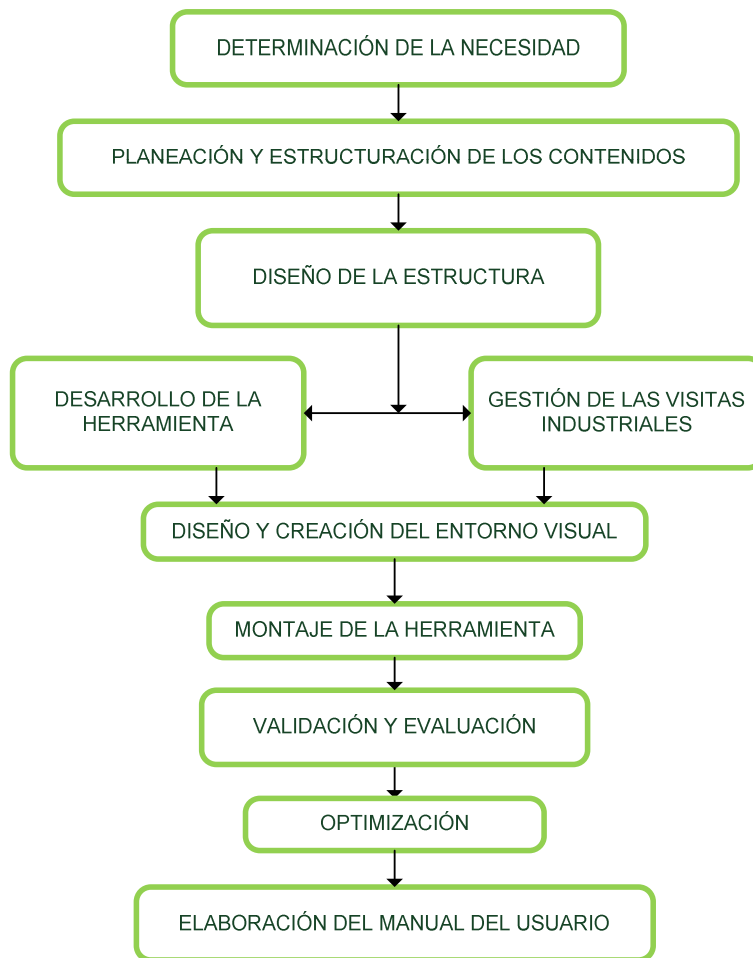 DETERMINACIÓN DE LA NECESIDAD
PLANEACIÓN Y ESTRUCTURACIÓN DE LOS CONTENIDOS
DISEÑO DE LA ESTRUCTURA
DESARROLLO DE LA
HERRAMIENTA
GESTIÓN DE LAS VISITAS
INDUSTRIALES
DISEÑO Y CREACIÓN DEL ENTORNO VISUAL
MONTAJE DE LA HERRAMIENTA
VALIDACIÓN Y EVALUACIÓN
OPTIMIZACIÓN
ELABORACIÓN DEL MANUAL DEL USUARIO